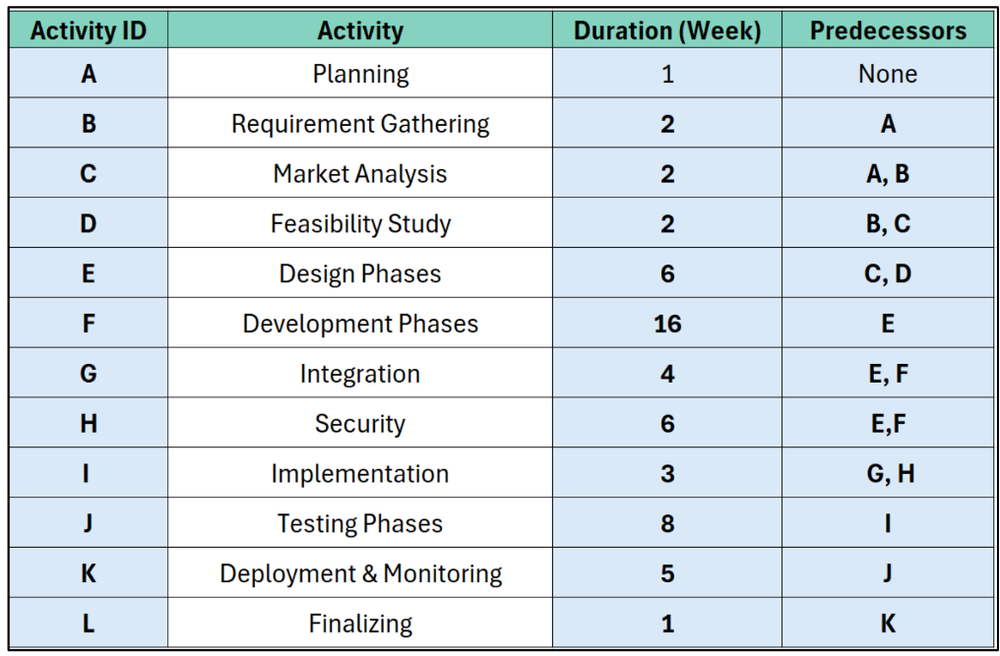 Activity ID Activity Duration (Week) Predecessors
A Planning 1 None
B Requirement Gathering 2 A
C Market Analysis 2 A, B
D Feasibility Study 2 B, C
E Design Phases 6 C, D
F Development Phases 16 E
G Integration 4 E, F
H Security 6 E,F
I Implementation 3 G, H
J Testing Phases 8 I
K Deployment & Monitoring 5 J
L Finalizing 1 K